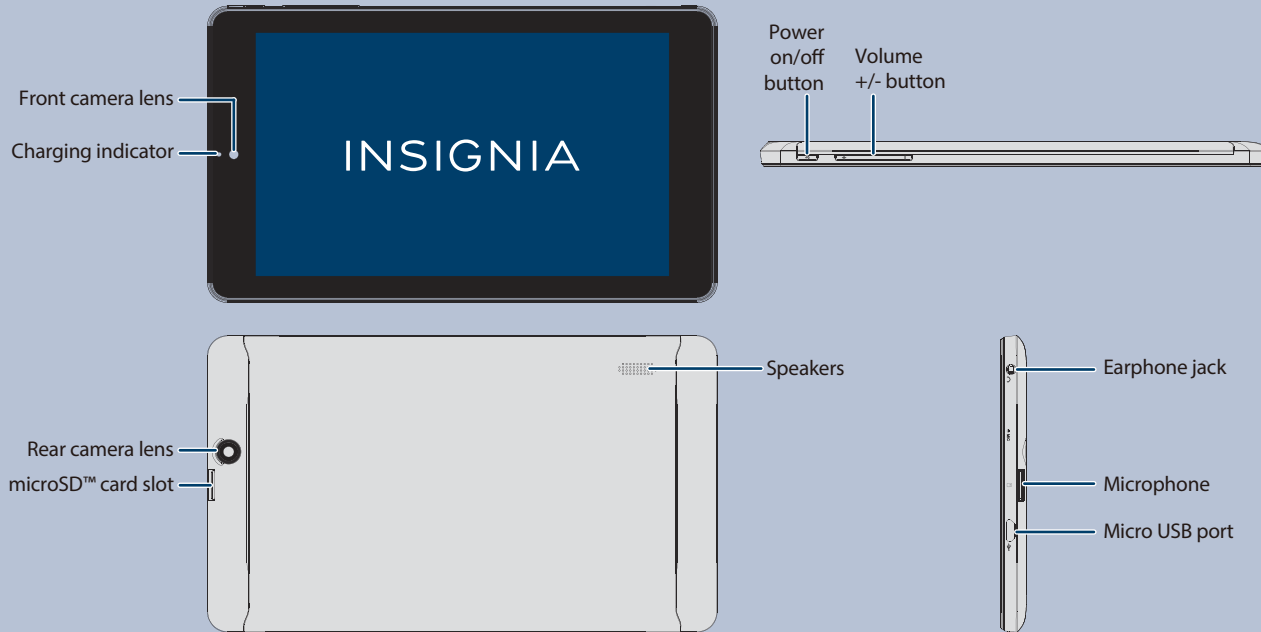 Power
on/off
button
Volume
+/- button
Front camera lens
Charging indicator
INSIGNIA
Speakers
Earphone jack
Rear camera lens
microSD™ card slot
Microphone
Micro USB port